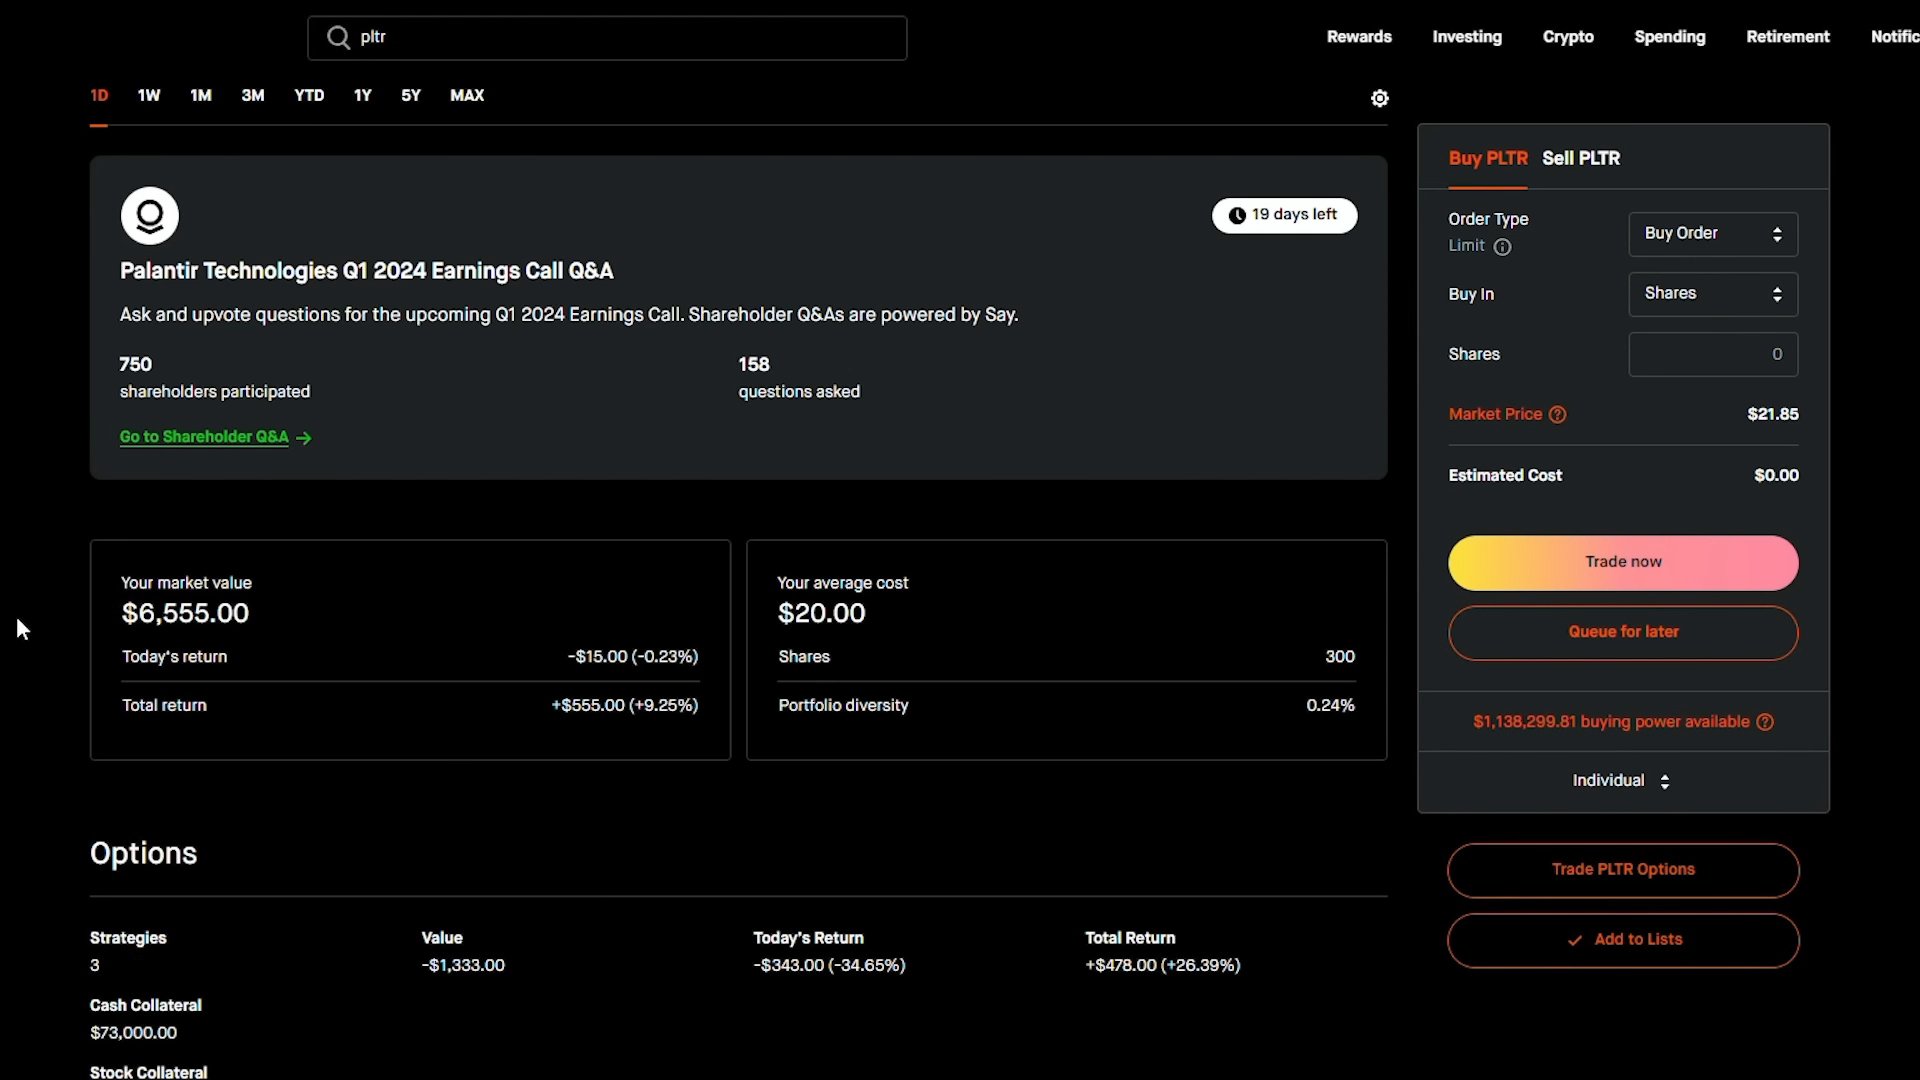 pltr
Rewards Investing Crypto Spending Retirement Notific
1D 1W 1M 3M YTD 1Y 5Y MAX
19 days left
Palantir Technologies Q1 2024 Earnings Call Q&A
Ask and upvote questions for the upcoming Q1 2024 Earnings Call. Shareholder Q&As are powered by Say.
750 158
shareholders participated questions asked
Go to Shareholder Q&A →
Your market value
$6,555.00
Today's return -$15.00 (-0.23%)
Total return +$555.00 (+9.25%)
Your average cost
$20.00
Shares 300
Portfolio diversity 0.24%
Options
Strategies Value Today's Return Total Return
3 -$1,333.00 -$343.00 (-34.65%) +$478.00 (+26.39%)
Cash Collateral
$73,000.00
Stock Collateral
Buy PLTR Sell PLTR
Order Type
Limit
Buy Order
Buy In Shares
Shares 0
Market Price $21.85
Estimated Cost $0.00
Trade now
Queue for later
$1,138,299.81 buying power available
Individual
Trade PLTR Options
Add to Lists